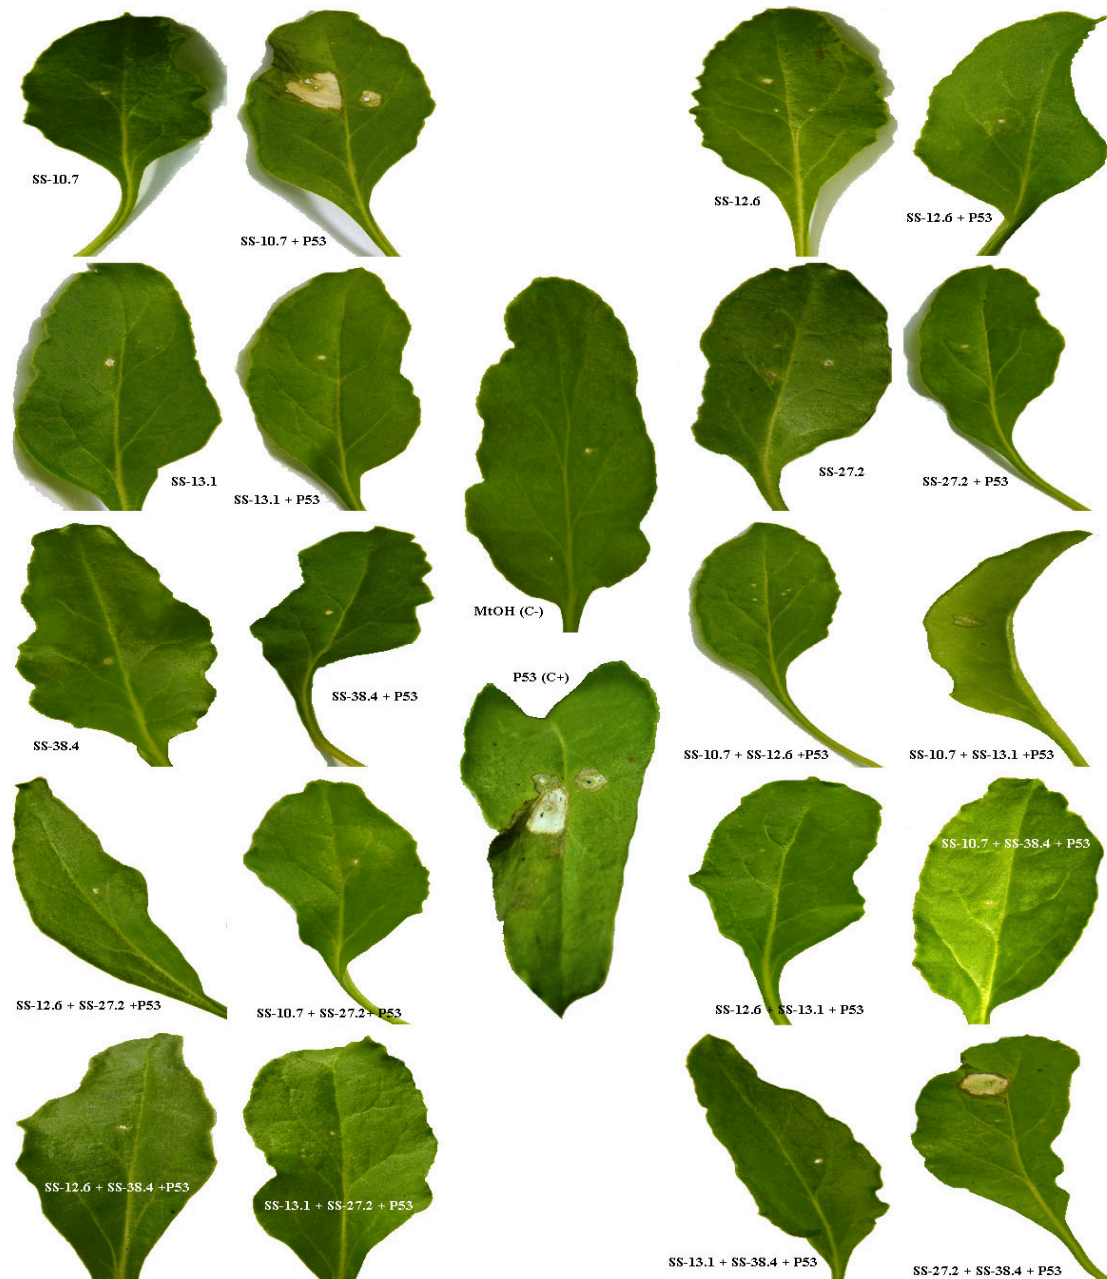 SS-10.7
SS-10.7 + P53
SS-12.6
SS-12.6 + P53
SS-13.1
SS-13.1 + P53
SS-27.2
SS-27.2 + P53
MtOH (C-)
SS-38.4
SS-38.4 + P53
P53 (C+)
SS-10.7 + SS-12.6 +P53
SS-10.7 + SS-13.1 +P53
SS-12.6 + SS-27.2 +P53
SS-10.7 + SS-27.2+ P53
SS-12.6 + SS-13.1 + P53
SS-10.7 + SS-38.4 + P53
SS-12.6 + SS-38.4 +P53
SS-13.1 + SS-27.2 + P53
SS-13.1 + SS-38.4 + P53
SS-27.2 + SS-38.4 + P53